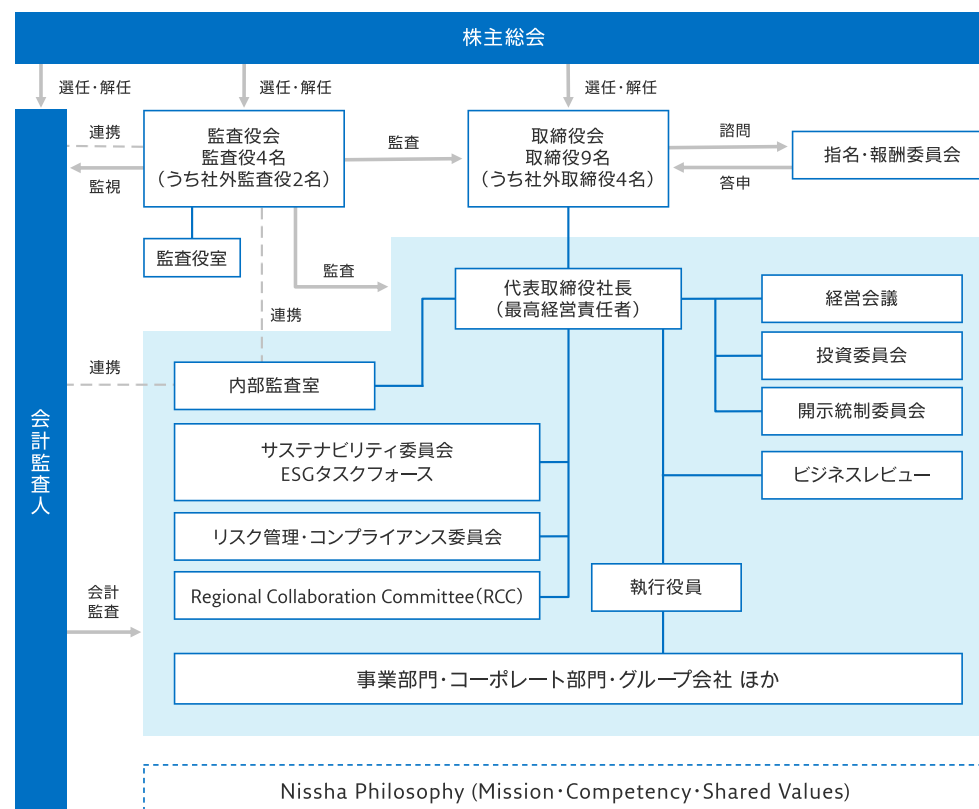 株主総会
選任・解任
選任・解任
選任・解任
連携
監視
監査役会
監査役4名
（うち社外監査役2名）
監査
取締役会
取締役9名
（うち社外取締役4名）
諮問
答申
指名・報酬委員会
監査役室
監査
連携
代表取締役社長
（最高経営責任者）
経営会議
投資委員会
開示統制委員会
連携
内部監査室
会計監査人
サステナビリティ委員会
ESGタスクフォース
ビジネスレビュー
リスク管理・コンプライアンス委員会
Regional Collaboration Committee（RCC）
執行役員
会計
監査
事業部門・コーポレート部門・グループ会社 ほか
Nissha Philosophy (Mission・Competency・Shared Values)